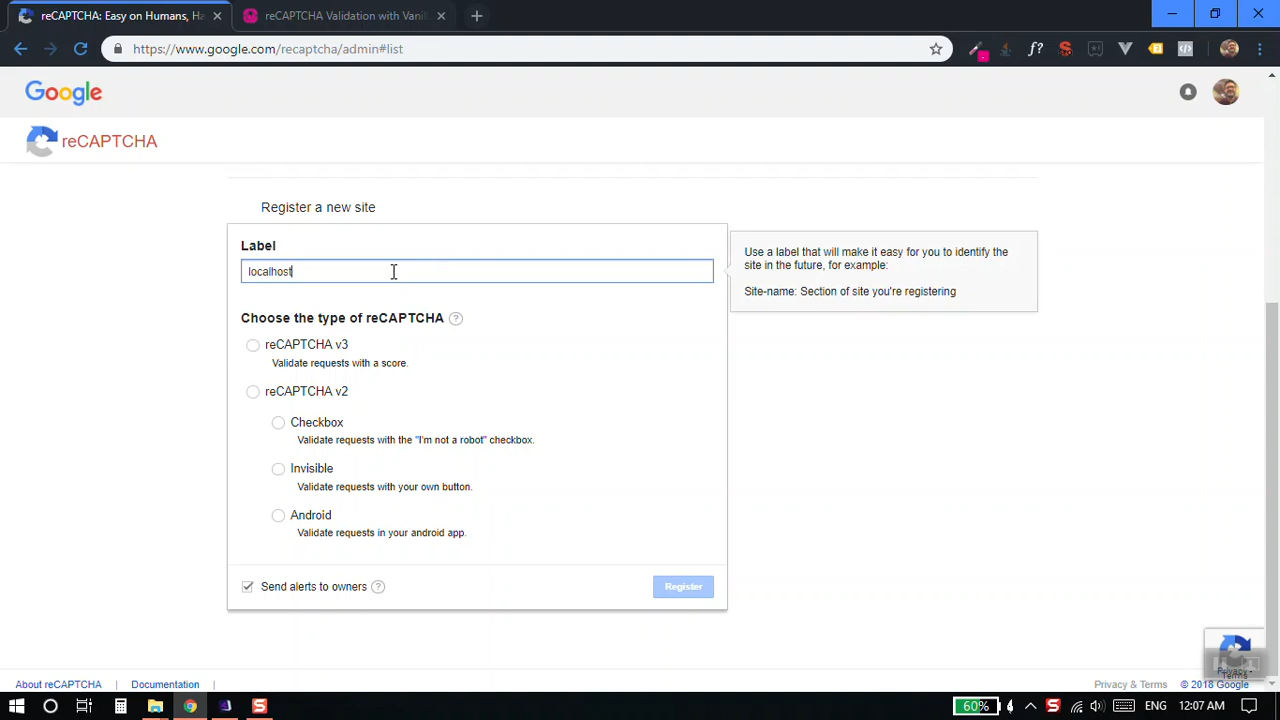 reCAPTCHA: Easy on Humans, Ha
reCAPTCHA Validation with Vanil
https://www.google.com/recaptcha/admin#list
Google
reCAPTCHA
Register a new site
Label
localhost
Use a label that will make it easy for you to identify the
site in the future, for example:
Site-name: Section of site you're registering
Choose the type of reCAPTCHA
reCAPTCHA v3
Validate requests with a score.
reCAPTCHA v2
Checkbox
Validate requests with the "I'm not a robot" checkbox.
Invisible
Validate requests with your own button.
Android
Validate requests in your android app.
Send alerts to owners
Register
Privacy -
Terms
About reCAPTCHA | Documentation |
Privacy & Terms © 2018 Google
60%
ENG
12:07 AM